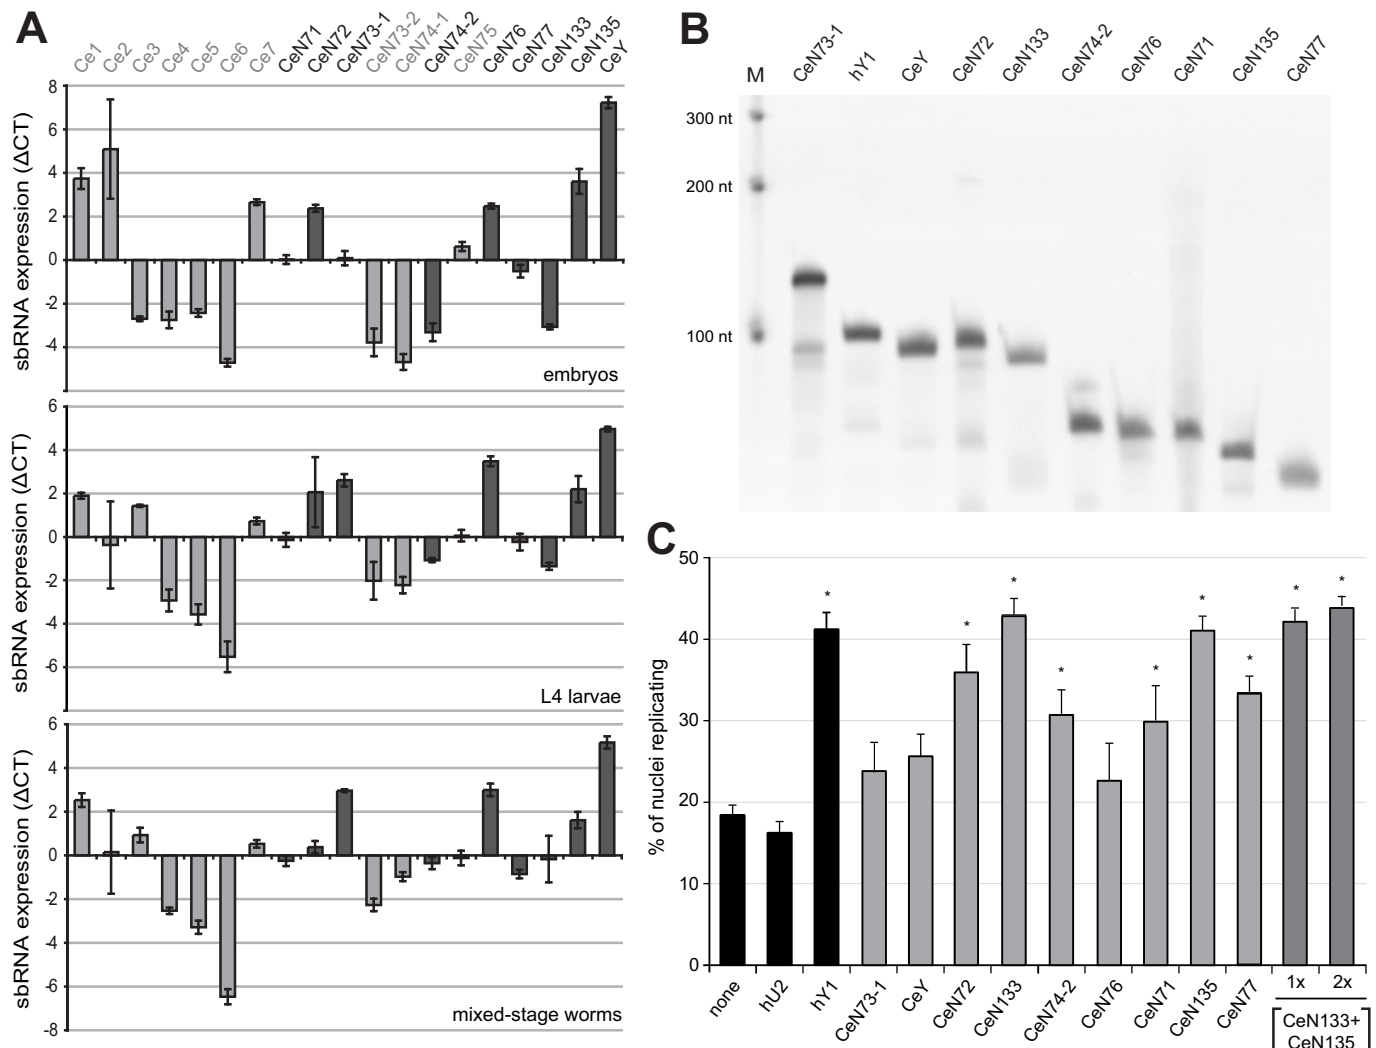 A
Ce1 Ce2 Ce3 Ce4 Ce5 Ce6 Ce7 CeN71 CeN72 CeN73-1 CeN73-2 CeN74-1 CeN74-2 CeN75 CeN76 CeN77 CeN133 CeN135 CeY
sbRNA expression (ΔCT)
8
6
4
2
0
-2
-4
embryos
sbRNA expression (ΔCT)
6
4
2
0
-2
-4
-6
L4 larvae
sbRNA expression (ΔCT)
6
4
2
0
-2
-4
-6
-8
mixed-stage worms
B
M CeN73-1 hY1 CeY CeN72 CeN133 CeN74-2 CeN76 CeN71 CeN135 CeN77
300 nt
200 nt
100 nt
C
% of nuclei replicating
50
40
30
20
10
0
* * * * * * * * *
none hU2 hY1 CeN73-1 CeY CeN72 CeN133 CeN74-2 CeN76 CeN71 CeN135 CeN77 1x 2x
CeN133+
CeN135